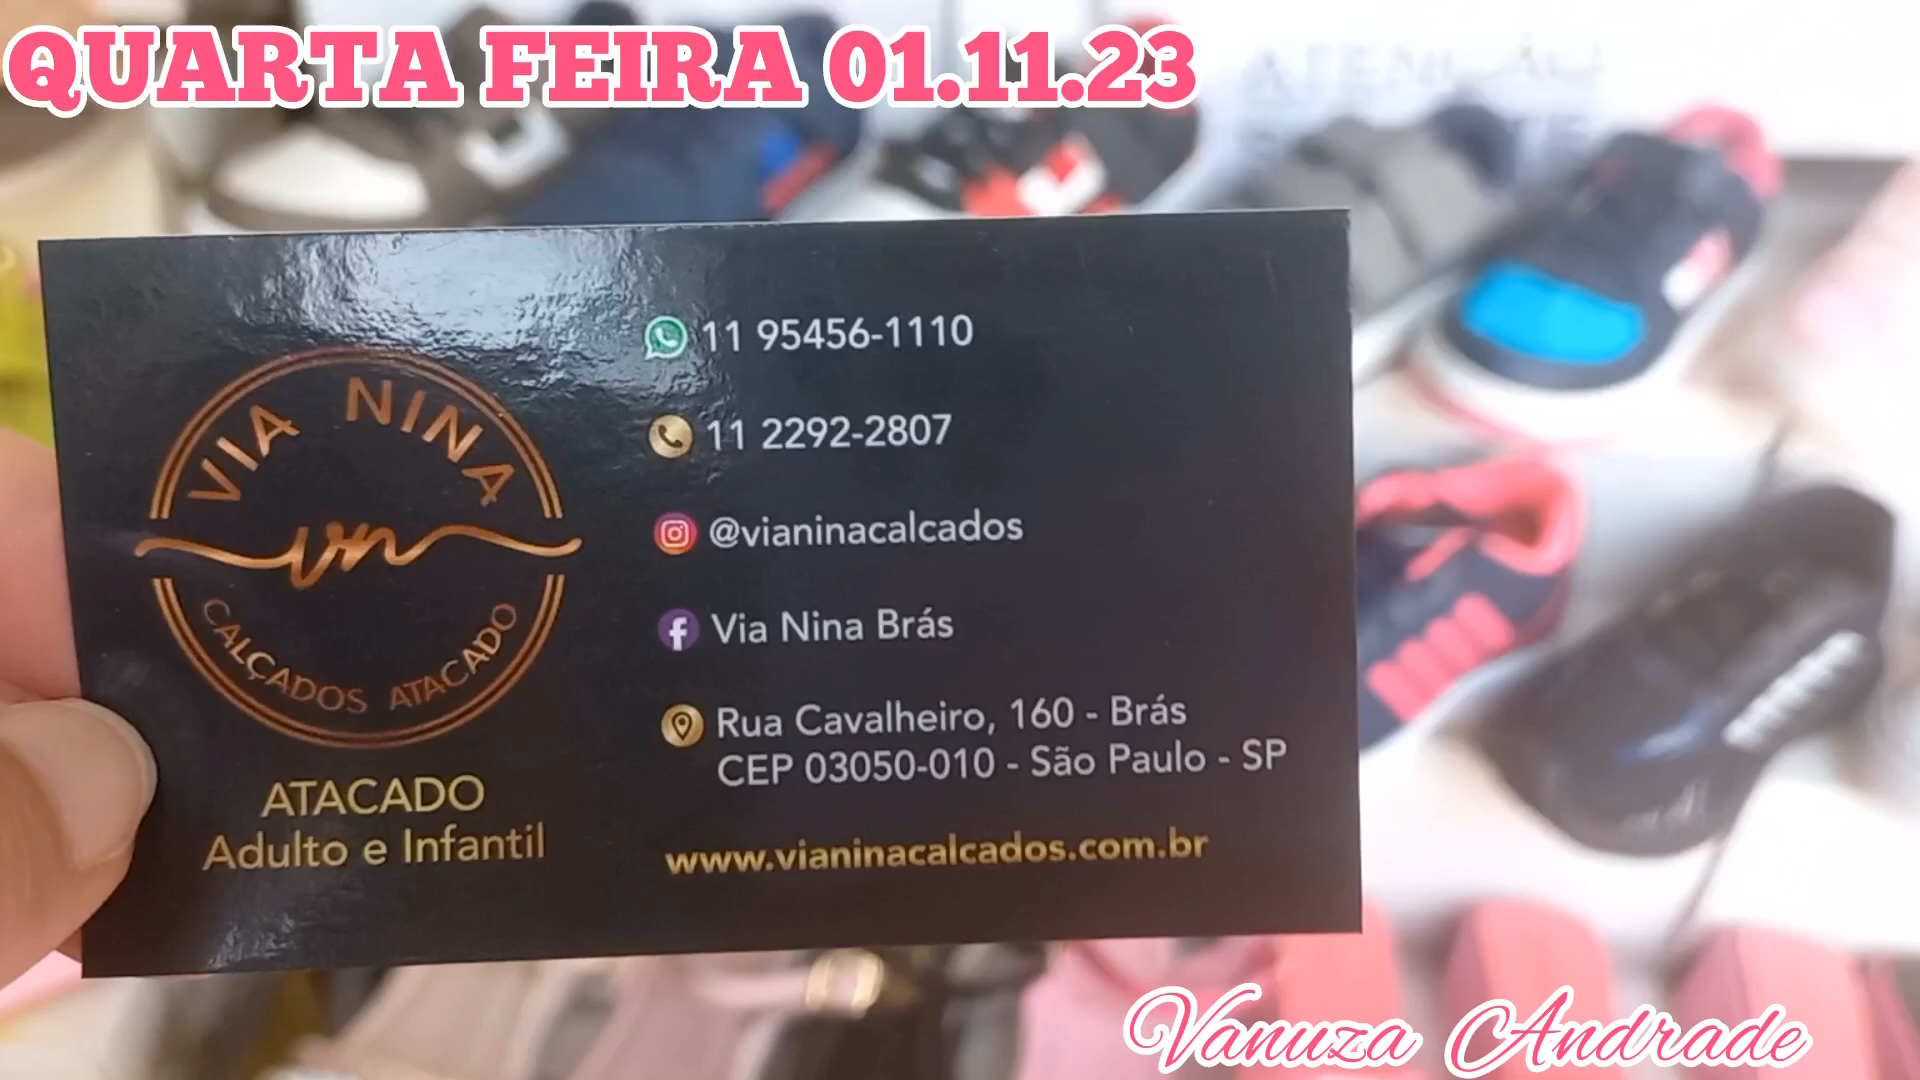 QUARTA FEIRA 01.11.23
VIA NINA
vn
CALÇADOS ATACADO
ATACADO
Adulto e Infantil
11 95456-1110
11 2292-2807
@vianinacalcados
Via Nina Brás
Rua Cavalheiro, 160 - Brás
CEP 03050-010 - São Paulo - SP
www.vianinacalcados.com.br
Vanuza Andrade